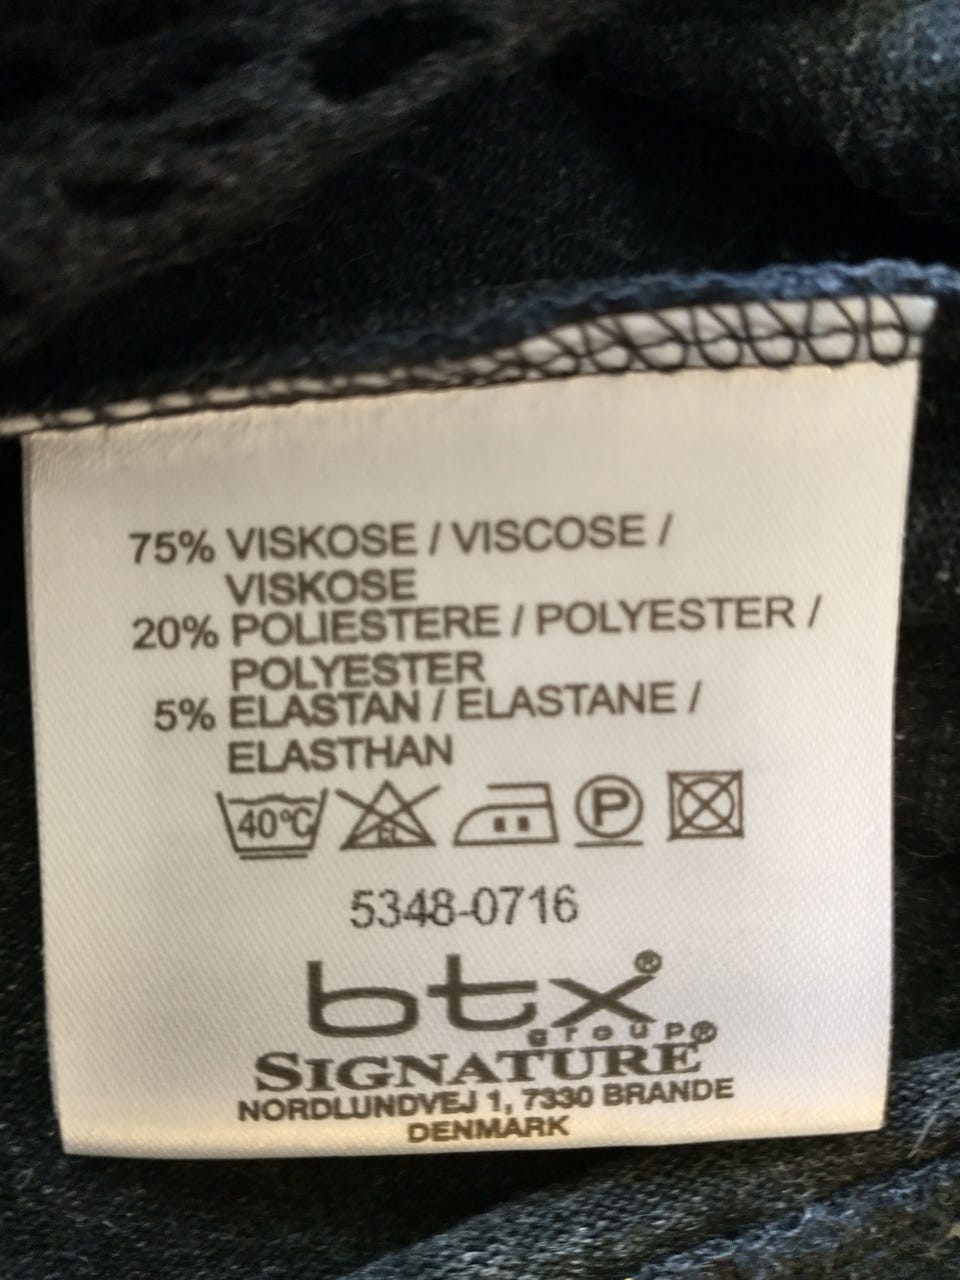 75% VISKOSE / VISCOSE /
VISKOSE
20% POLIESTERE / POLYESTER /
POLYESTER
5% ELASTAN / ELASTANE /
ELASTHAN
40°C CL P
5348-0716
btx®
group®
SIGNATURE
NORDLUNDVEJ 1, 7330 BRANDE
DENMARK